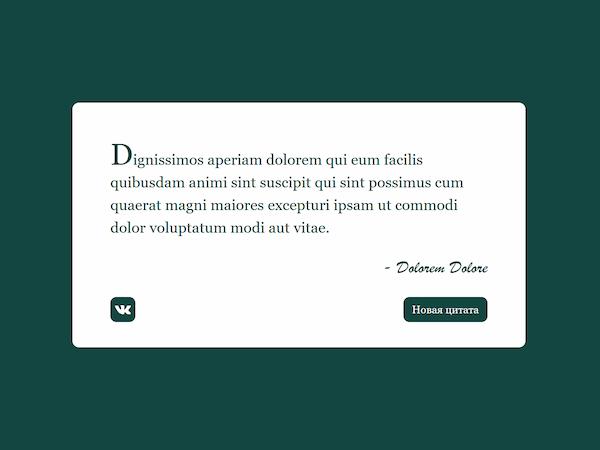 Dignissimos aperiam dolorem qui eum facilis
quibusdam animi sint suscipit qui sint possimus cum
quaerat magni maiores excepturi ipsam ut commodi
dolor voluptatum modi aut vitae.
- Dolorem Dolore
Новая цитата